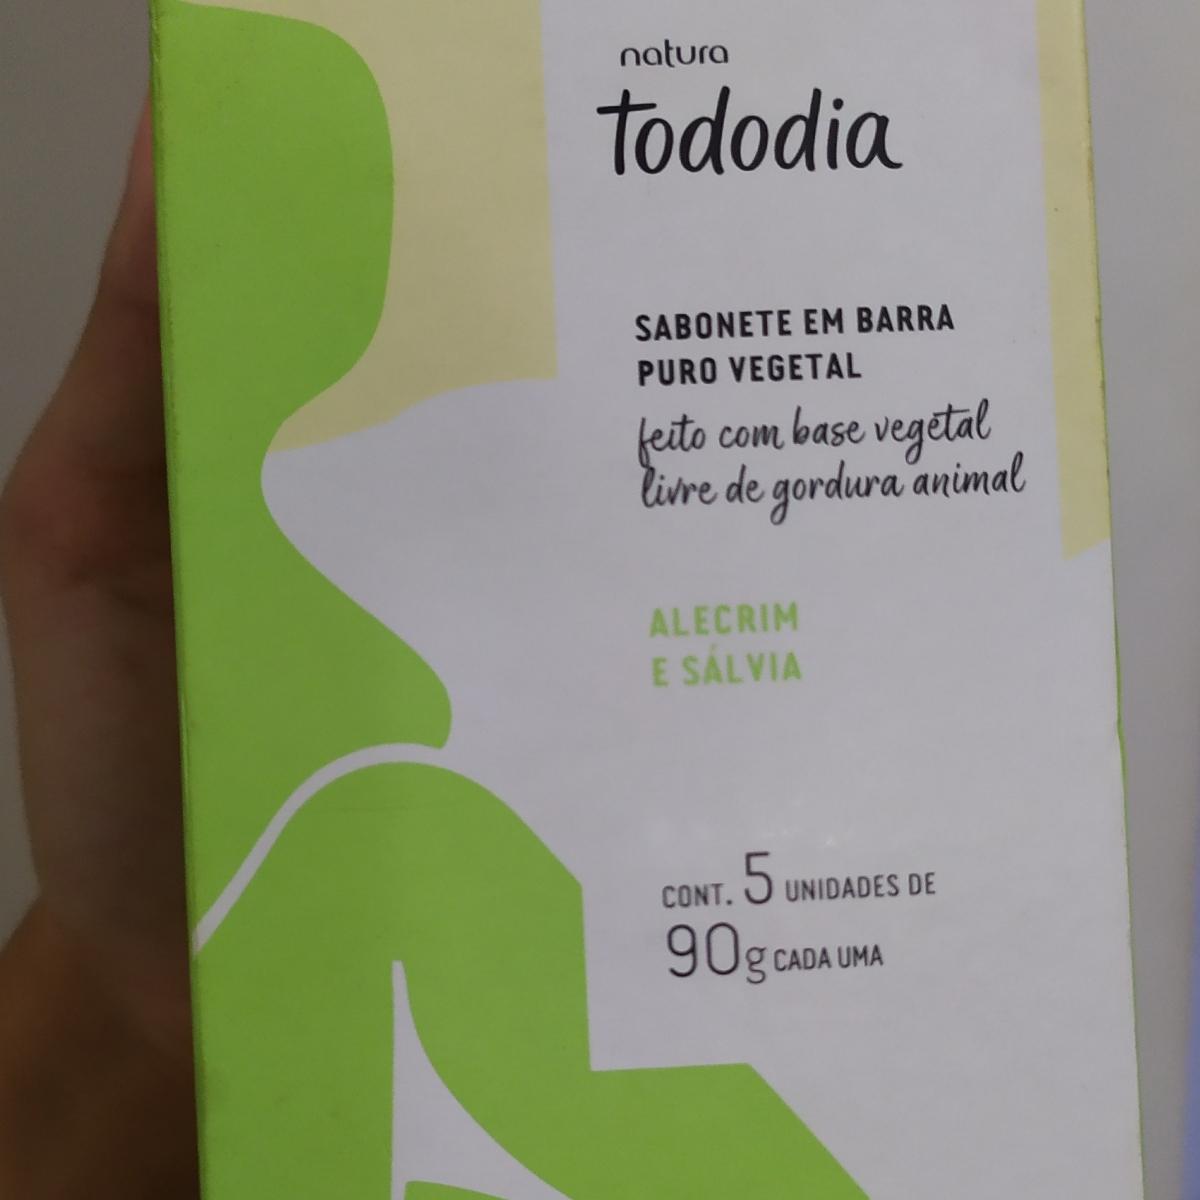 natura
Tododia
SABONETE EM BARRA
PURO VEGETAL
feito com base vegetal
livre de gordura animal
ALECRIM
E SÁLVIA
CONT. 5 UNIDADES DE
90g CADA UMA